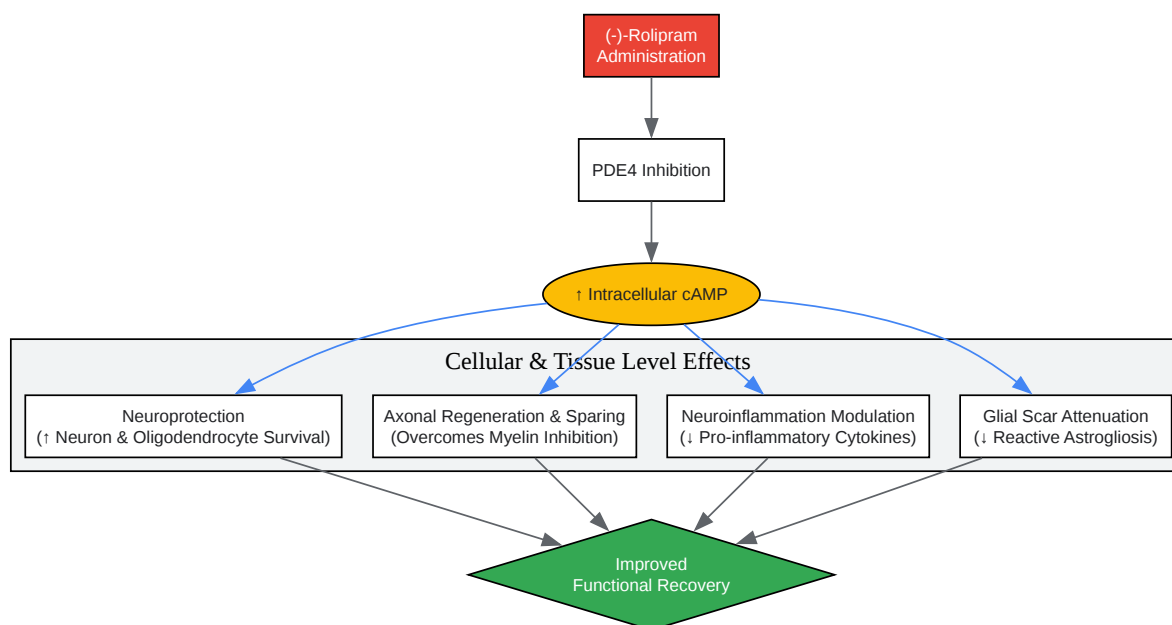 (-)-Rolipram
Administration
PDE4 Inhibition
↑ Intracellular cAMP
Cellular & Tissue Level Effects
Neuroprotection
(↑ Neuron & Oligodendrocyte Survival)
Axonal Regeneration & Sparing
(Overcomes Myelin Inhibition)
Neuroinflammation Modulation
(↓ Pro-inflammatory Cytokines)
Glial Scar Attenuation
(↓ Reactive Astrogliosis)
Improved
Functional Recovery